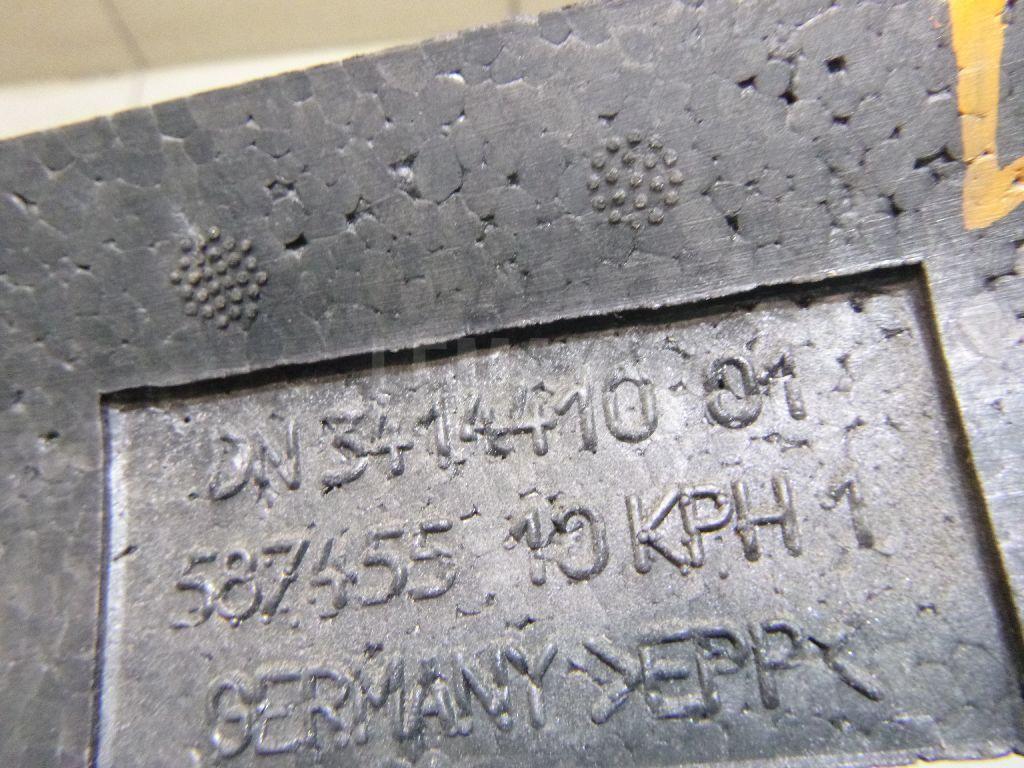 DN 3414410 01
587455 10 KPH 1
GERMANY >EPP<